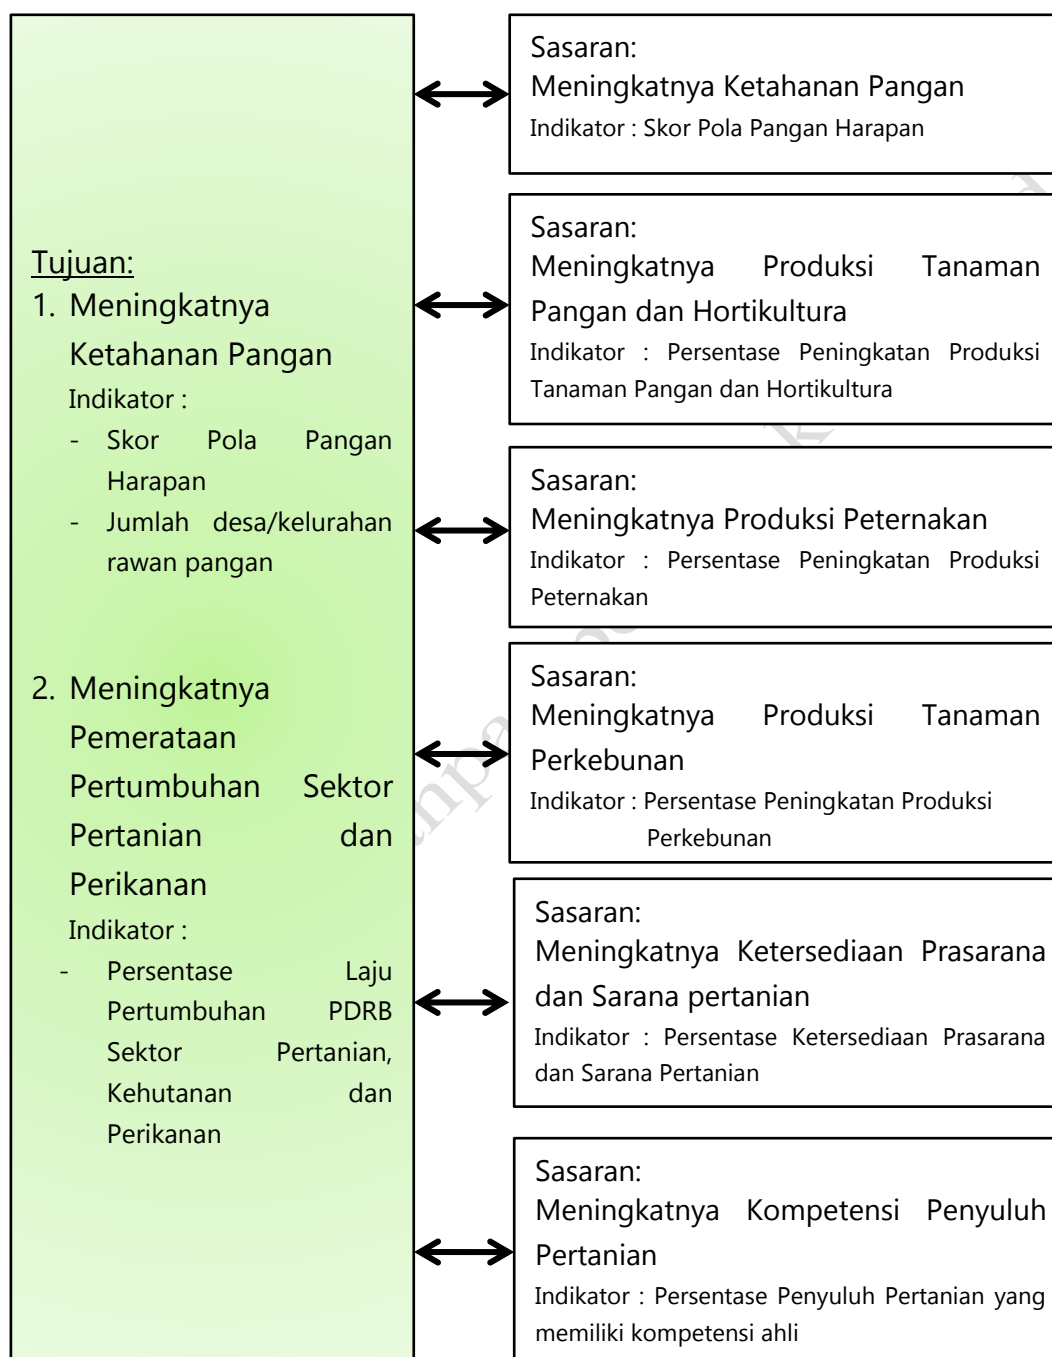 Tujuan:
1. Meningkatnya
Ketahanan Pangan
Indikator :
- Skor Pola Pangan
Harapan
- Jumlah desa/kelurahan
rawan pangan
2. Meningkatnya
Pemerataan
Pertumbuhan Sektor
Pertanian dan
Perikanan
Indikator :
- Persentase Laju
Pertumbuhan PDRB
Sektor Pertanian,
Kehutanan dan
Perikanan
Sasaran:
Meningkatnya Ketahanan Pangan
Indikator : Skor Pola Pangan Harapan
Sasaran:
Meningkatnya Produksi Tanaman
Pangan dan Hortikultura
Indikator : Persentase Peningkatan Produksi
Tanaman Pangan dan Hortikultura
Sasaran:
Meningkatnya Produksi Peternakan
Indikator : Persentase Peningkatan Produksi
Peternakan
Sasaran:
Meningkatnya Produksi Tanaman
Perkebunan
Indikator : Persentase Peningkatan Produksi
Perkebunan
Sasaran:
Meningkatnya Ketersediaan Prasarana
dan Sarana pertanian
Indikator : Persentase Ketersediaan Prasarana
dan Sarana Pertanian
Sasaran:
Meningkatnya Kompetensi Penyuluh
Pertanian
Indikator : Persentase Penyuluh Pertanian yang
memiliki kompetensi ahli